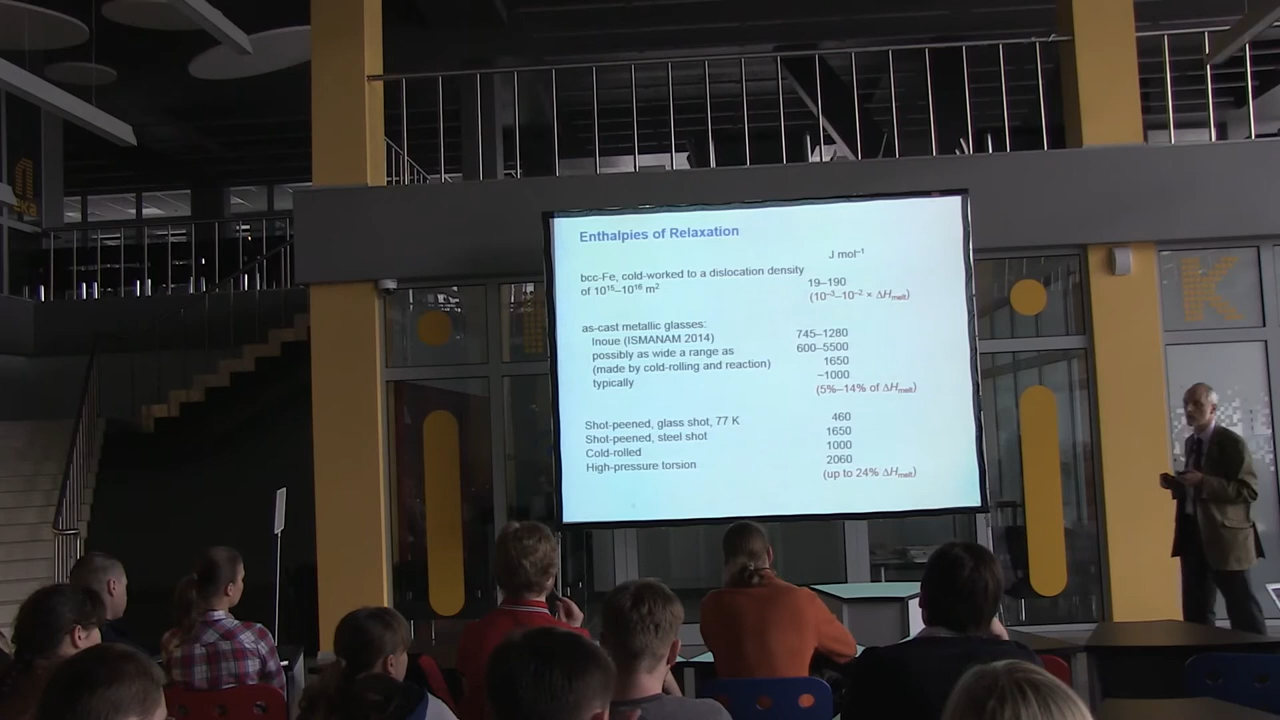 Enthalpies of Relaxation
J mol⁻¹
bcc-Fe, cold-worked to a dislocation density
of 10¹⁵–10¹⁶ m² 19–190
(10⁻³–10⁻² × ΔHmelt)
as-cast metallic glasses:
Inoue (ISMANAM 2014) 745–1280
possibly as wide a range as 600–5500
(made by cold-rolling and reaction) 1650
typically ~1000
(5%–14% of ΔHmelt)
Shot-peened, glass shot, 77 K 460
Shot-peened, steel shot 1650
Cold-rolled 1000
High-pressure torsion 2060
(up to 24% ΔHmelt)
K